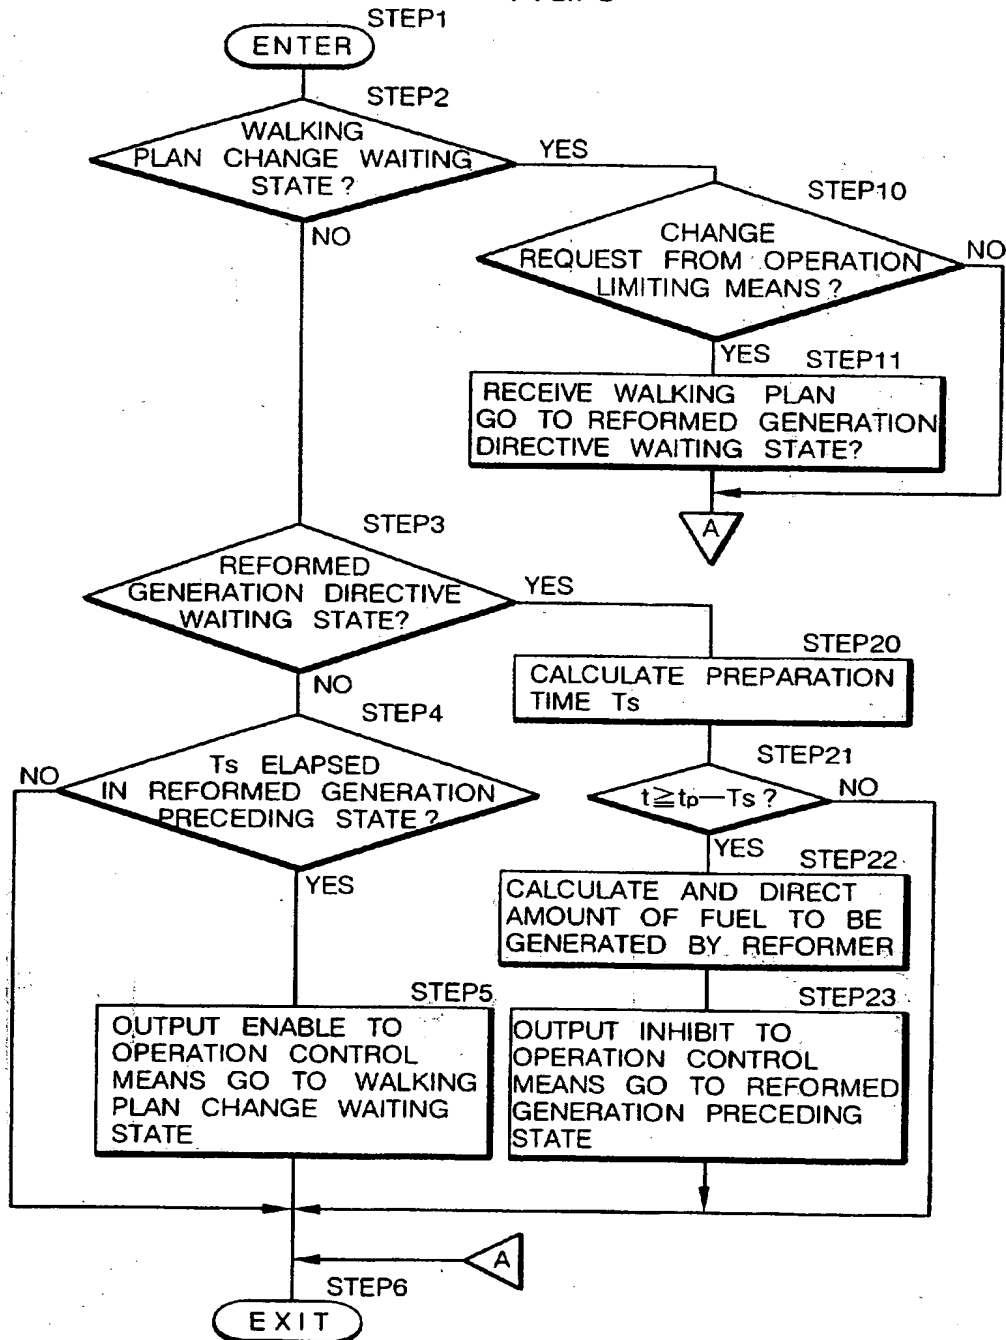 STEP1
ENTER
STEP2
WALKING
PLAN CHANGE WAITING
STATE?
YES
NO
STEP10
CHANGE
REQUEST FROM OPERATION
LIMITING MEANS?
NO
YES
STEP11
RECEIVE WALKING PLAN
GO TO REFORMED GENERATION
DIRECTIVE WAITING STATE?
A
STEP3
REFORMED
GENERATION DIRECTIVE
WAITING STATE?
YES
NO
STEP20
CALCULATE PREPARATION
TIME Ts
STEP4
Ts ELAPSED
IN REFORMED GENERATION
PRECEDING STATE?
NO
YES
STEP21
t≧tp—Ts?
NO
YES
STEP22
CALCULATE AND DIRECT
AMOUNT OF FUEL TO BE
GENERATED BY REFORMER
STEP5
OUTPUT ENABLE TO
OPERATION CONTROL
MEANS GO TO WALKING
PLAN CHANGE WAITING
STATE
STEP23
OUTPUT INHIBIT TO
OPERATION CONTROL
MEANS GO TO REFORMED
GENERATION PRECEDING
STATE
A
STEP6
EXIT